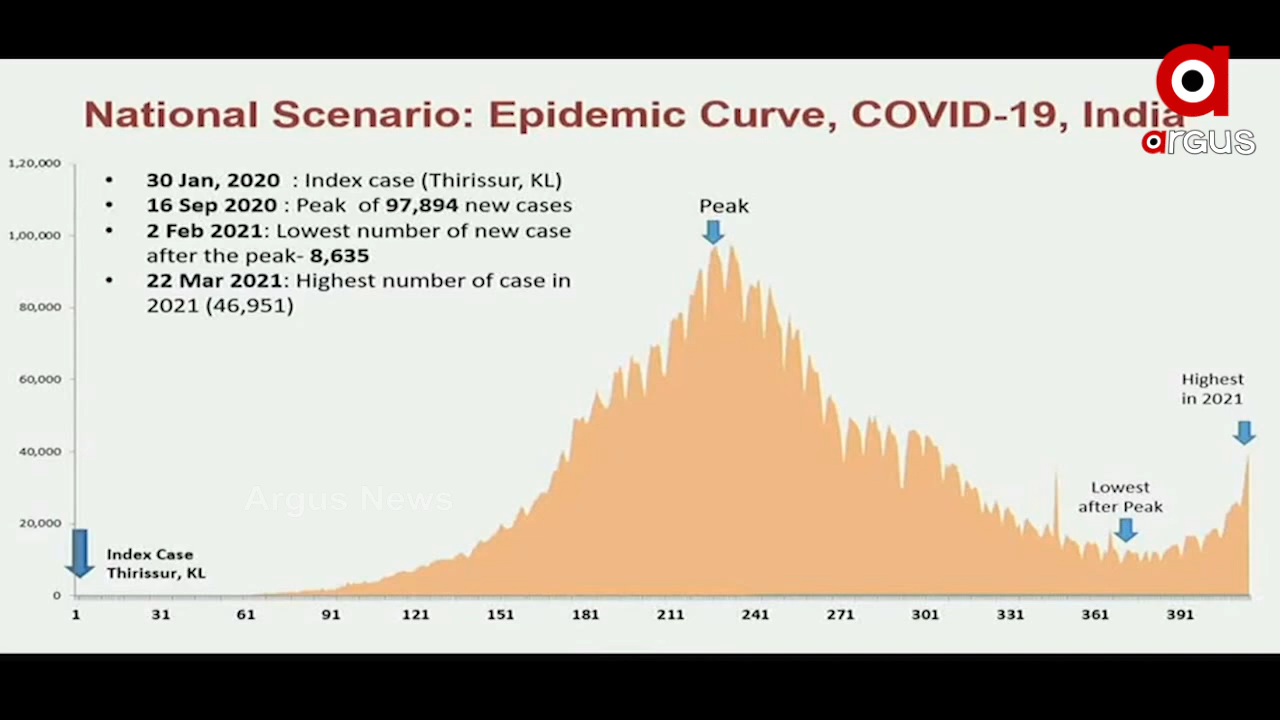 National Scenario: Epidemic Curve, COVID-19, India
argus
• 30 Jan, 2020 : Index case (Thirissur, KL)
• 16 Sep 2020 : Peak of 97,894 new cases
• 2 Feb 2021: Lowest number of new case
after the peak- 8,635
• 22 Mar 2021: Highest number of case in
2021 (46,951)
Peak
Highest
in 2021
Lowest
after Peak
Index Case
Thirissur, KL
Argus News
1,20,000
1,00,000
80,000
60,000
40,000
20,000
0
1 31 61 91 121 151 181 211 241 271 301 331 361 391